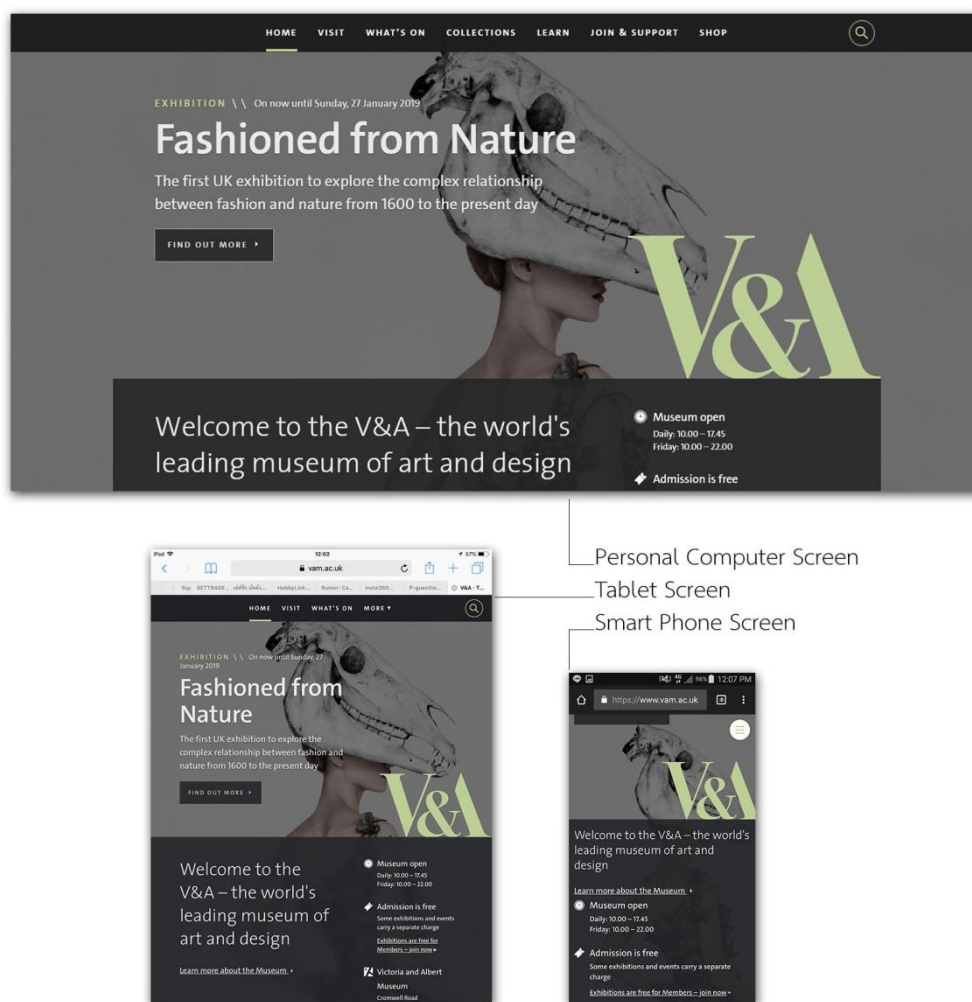 HOME VISIT WHAT'S ON COLLECTIONS LEARN JOIN & SUPPORT SHOP
EXHIBITION \\ On now until Sunday, 27 January 2019
Fashioned from Nature
The first UK exhibition to explore the complex relationship
between fashion and nature from 1600 to the present day
FIND OUT MORE
V&A
Welcome to the V&A – the world's
leading museum of art and design
Museum open
Daily: 10.00 – 17.45
Friday: 10.00 – 22.00
Admission is free
Personal Computer Screen
Tablet Screen
Smart Phone Screen
iPad 12:02 57%
vam.ac.uk
SETTRADE... HobbyLink... Rumor: Ca... Insta360... V&A - T...
HOME VISIT WHAT'S ON MORE
EXHIBITION \\ On now until Sunday, 27
January 2019
Fashioned from
Nature
The first UK exhibition to explore the
complex relationship between fashion and
nature from 1600 to the present day
FIND OUT MORE
V&A
Welcome to the
V&A – the world's
leading museum of
art and design
Learn more about the Museum
Museum open
Daily: 10.00 – 17.45
Friday: 10.00 – 22.00
Admission is free
Some exhibitions and events
carry a separate charge
Exhibitions are free for
Members – join now
Victoria and Albert
Museum
Cromwell Road
4G 96% 12:07 PM
https://www.vam.ac.uk
V&A
Welcome to the V&A – the world's
leading museum of art and
design
Learn more about the Museum
Museum open
Daily: 10.00 – 17.45
Friday: 10.00 – 22.00
Admission is free
Some exhibitions and events carry a separate
charge
Exhibitions are free for Members – join now